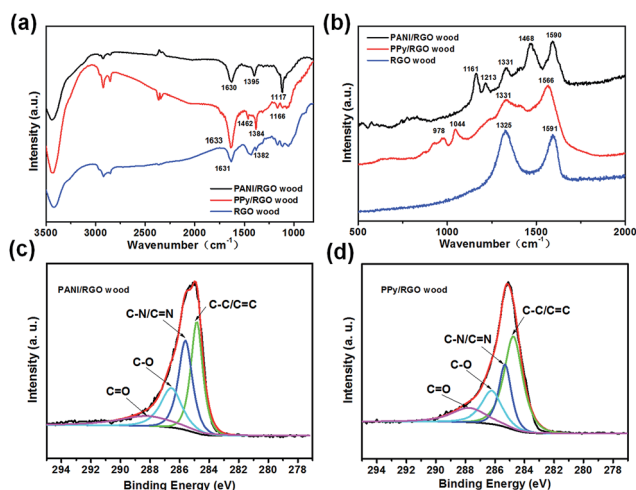 (a)
Intensity (a.u.)
1630
1395
1117
1166
1462
1384
1633
1631
1382
PANI/RGO wood
PPy/RGO wood
RGO wood
3500 3000 2500 2000 1500 1000
Wavenumber (cm-1)
(b)
Intensity (a.u.)
PANI/RGO wood
PPy/RGO wood
RGO wood
1468
1590
1161
1213
1331
1331
1566
978
1044
1325
1591
500 1000 1500 2000
Wavenumber (cm-1)
(c)
Intensity (a. u.)
PANI/RGO wood
C-N/C=N
C-C/C=C
C-O
C=O
294 292 290 288 286 284 282 280 278
Binding Energy (eV)
(d)
Intensity (a. u.)
PPy/RGO wood
C-C/C=C
C-N/C=N
C-O
C=O
294 292 290 288 286 284 282 280 278
Binding Energy (eV)